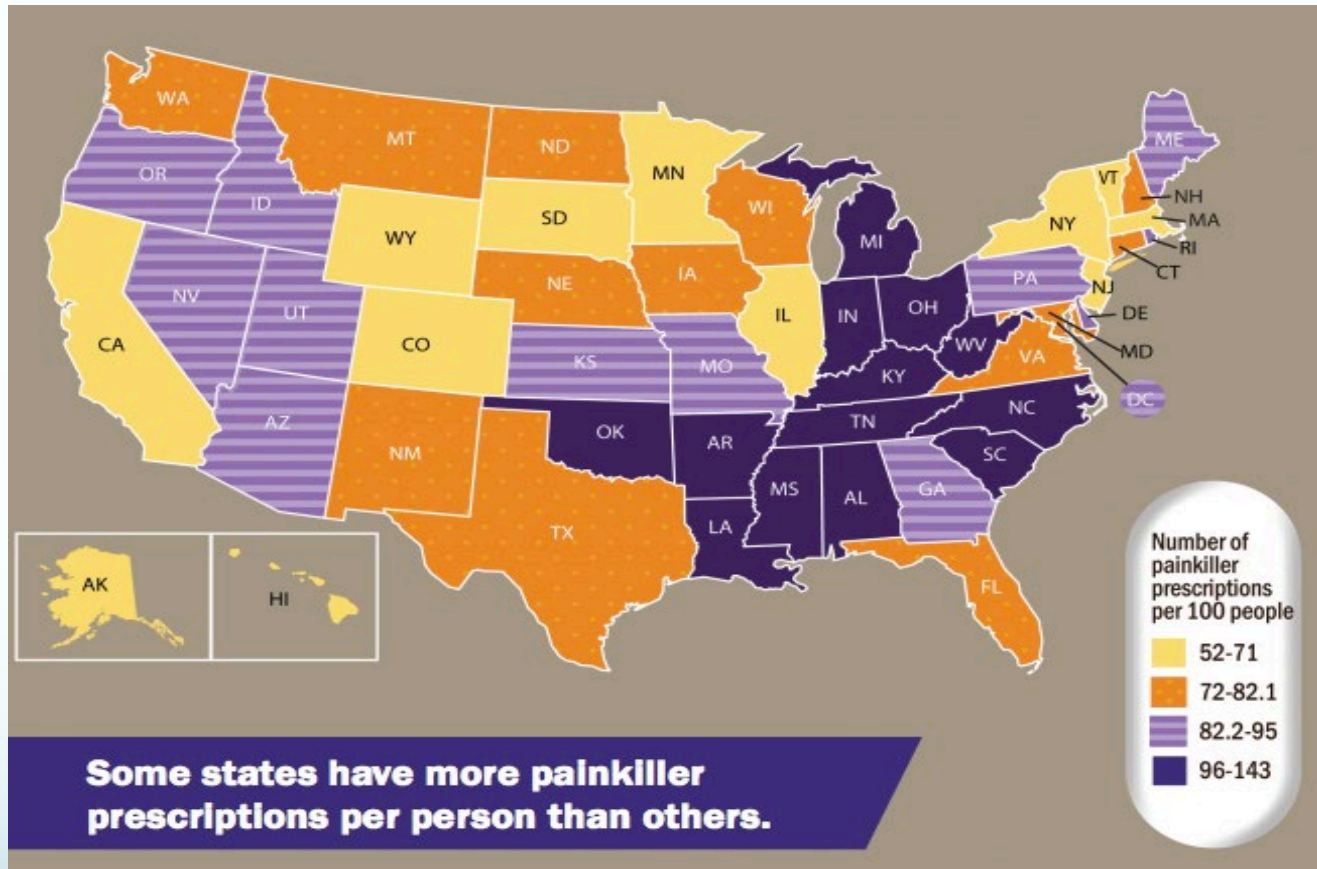 WA
MT
ND
MN
OR
ID
WY
SD
WI
MI
NY
VT
ME
NH
MA
RI
CT
NV
UT
CO
NE
IA
IL
IN
OH
PA
NJ
DE
MD
DC
CA
AZ
NM
KS
MO
KY
WV
VA
OK
AR
TN
NC
SC
TX
LA
MS
AL
GA
FL
AK
HI
Number of
painkiller
prescriptions
per 100 people
52-71
72-82.1
82.2-95
96-143
Some states have more painkiller
prescriptions per person than others.